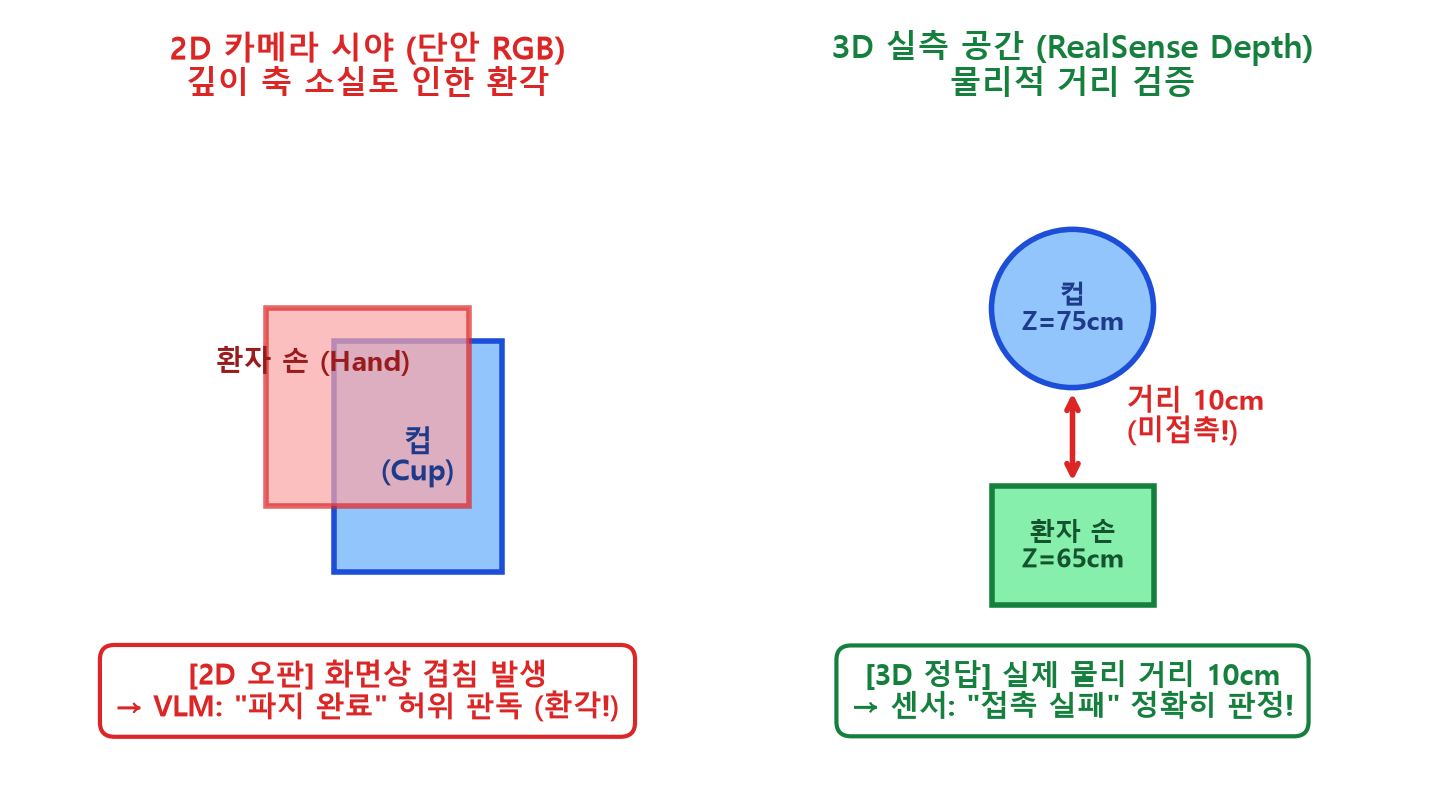 2D 카메라 시야 (단안 RGB)
깊이 축 소실로 인한 환각
환자 손 (Hand)
컵
(Cup)
[2D 오판] 화면상 겹침 발생
→ VLM: "파지 완료" 허위 판독 (환각!)
3D 실측 공간 (RealSense Depth)
물리적 거리 검증
컵
Z=75cm
거리 10cm
(미접촉!)
환자 손
Z=65cm
[3D 정답] 실제 물리 거리 10cm
→ 센서: "접촉 실패" 정확히 판정!